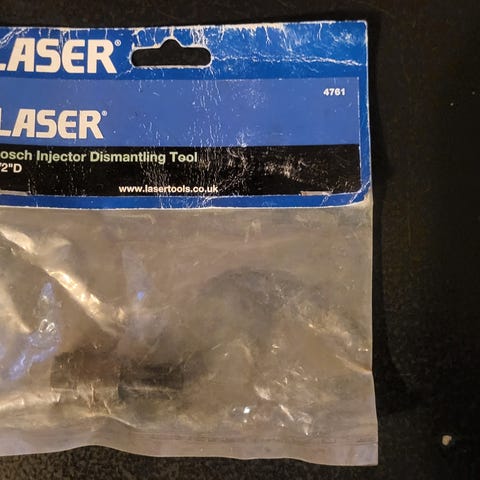 LASER®
4761
LASER®
osch Injector Dismantling Tool
/2"D
www.lasertools.co.uk